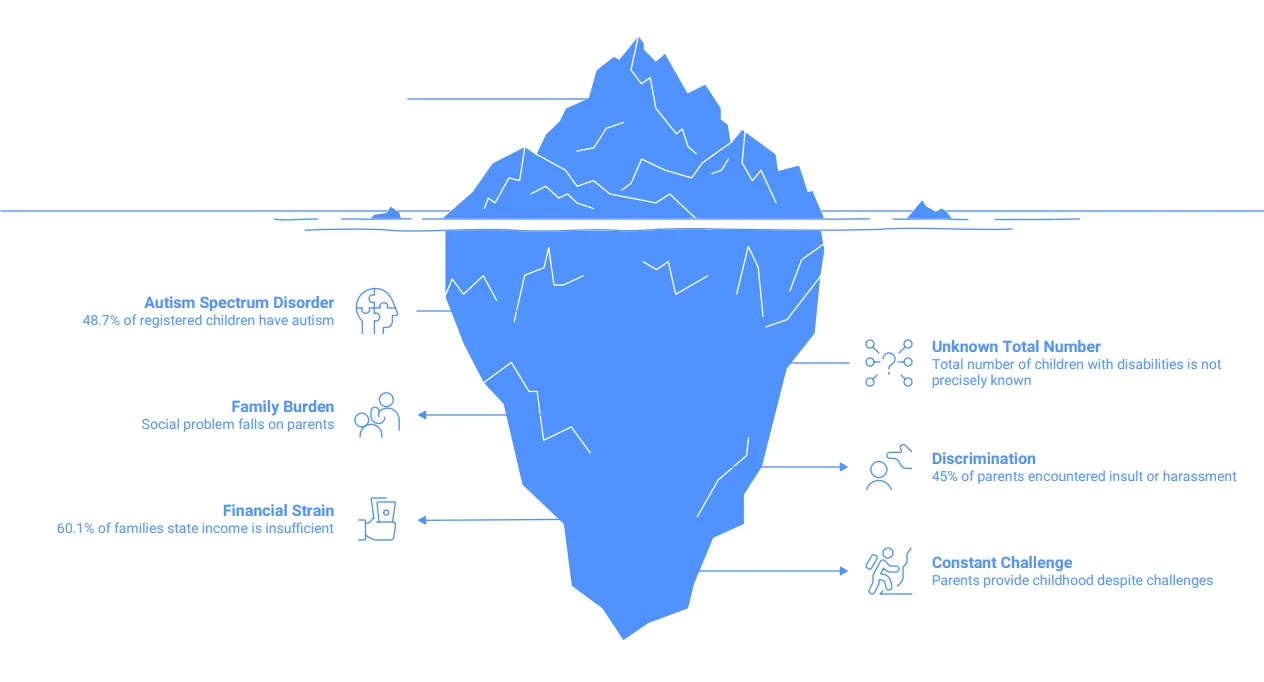 Autism Spectrum Disorder
48.7% of registered children have autism
Family Burden
Social problem falls on parents
Financial Strain
60.1% of families state income is insufficient
Unknown Total Number
Total number of children with disabilities is not
precisely known
Discrimination
45% of parents encountered insult or harassment
Constant Challenge
Parents provide childhood despite challenges